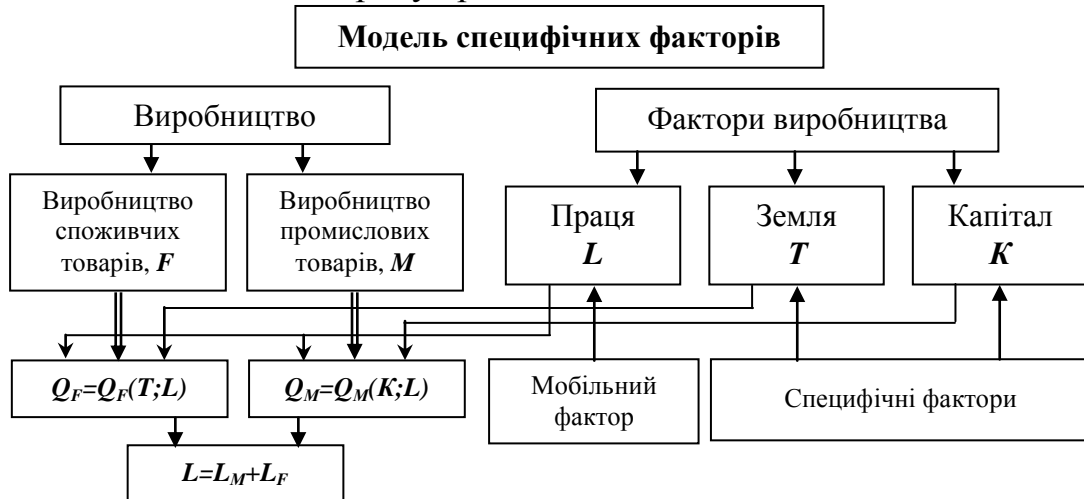 Модель специфічних факторів
Виробництво
Фактори виробництва
Виробництво
споживчих
товарів, F
Виробництво
промислових
товарів, M
Праця
L
Земля
T
Капітал
К
Q_F=Q_F(T;L)
Q_M=Q_M(К;L)
Мобільний
фактор
Специфічні фактори
L=L_M+L_F